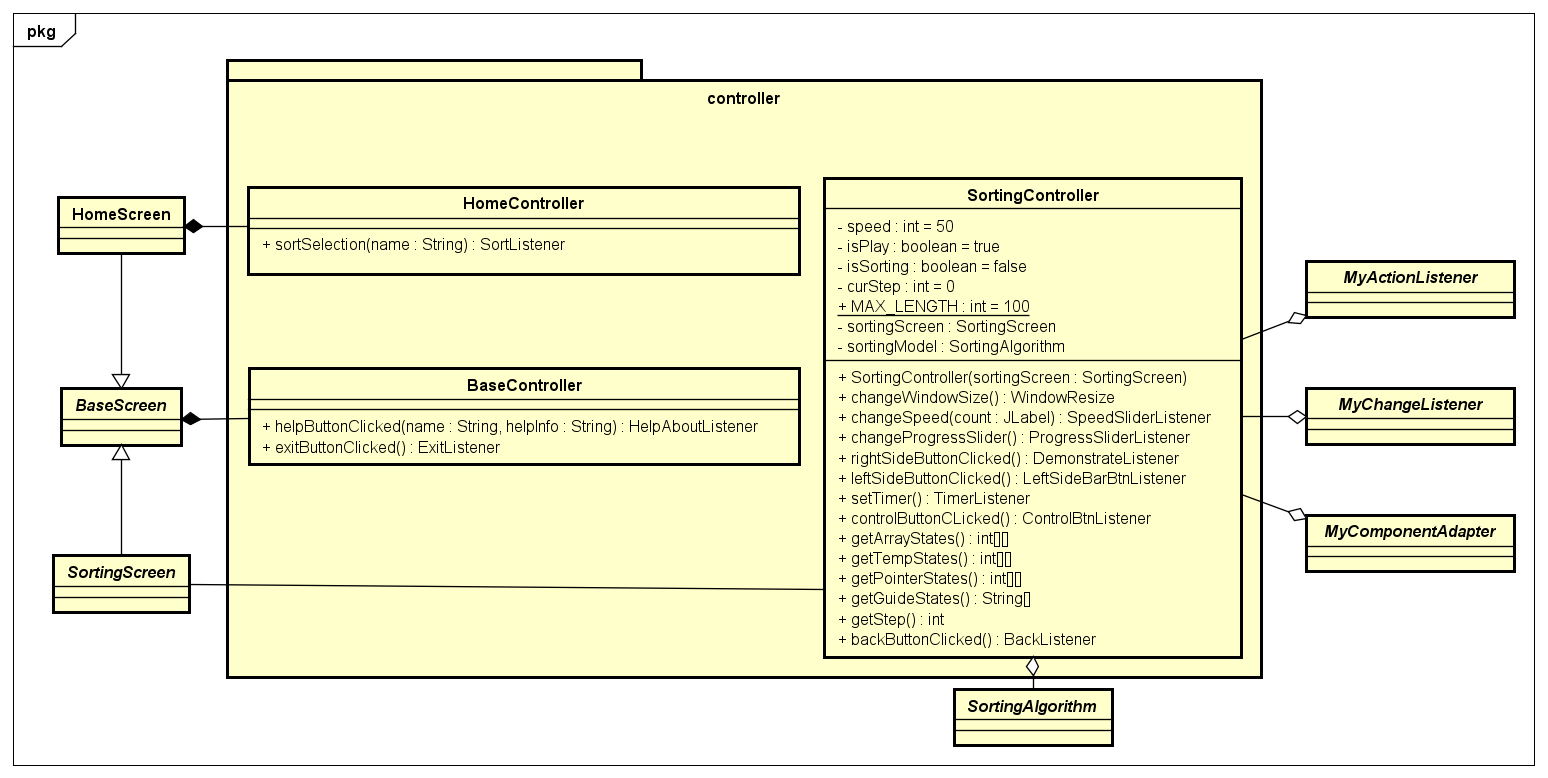 pkg
controller
HomeScreen
HomeController
+ sortSelection(name : String) : SortListener
BaseScreen
BaseController
+ helpButtonClicked(name : String, helpInfo : String) : HelpAboutListener
+ exitButtonClicked() : ExitListener
SortingScreen
SortingController
- speed : int = 50
- isPlay : boolean = true
- isSorting : boolean = false
- curStep : int = 0
+ MAX_LENGTH : int = 100
- sortingScreen : SortingScreen
- sortingModel : SortingAlgorithm
+ SortingController(sortingScreen : SortingScreen)
+ changeWindowSize() : WindowResize
+ changeSpeed(count : JLabel) : SpeedSliderListener
+ changeProgressSlider() : ProgressSliderListener
+ rightSideButtonClicked() : DemonstrateListener
+ leftSideButtonClicked() : LeftSideBarBtnListener
+ setTimer() : TimerListener
+ controlButtonCLicked() : ControlBtnListener
+ getArrayStates() : int[][]
+ getTempStates() : int[][]
+ getPointerStates() : int[][]
+ getGuideStates() : String[]
+ getStep() : int
+ backButtonClicked() : BackListener
MyActionListener
MyChangeListener
MyComponentAdapter
SortingAlgorithm